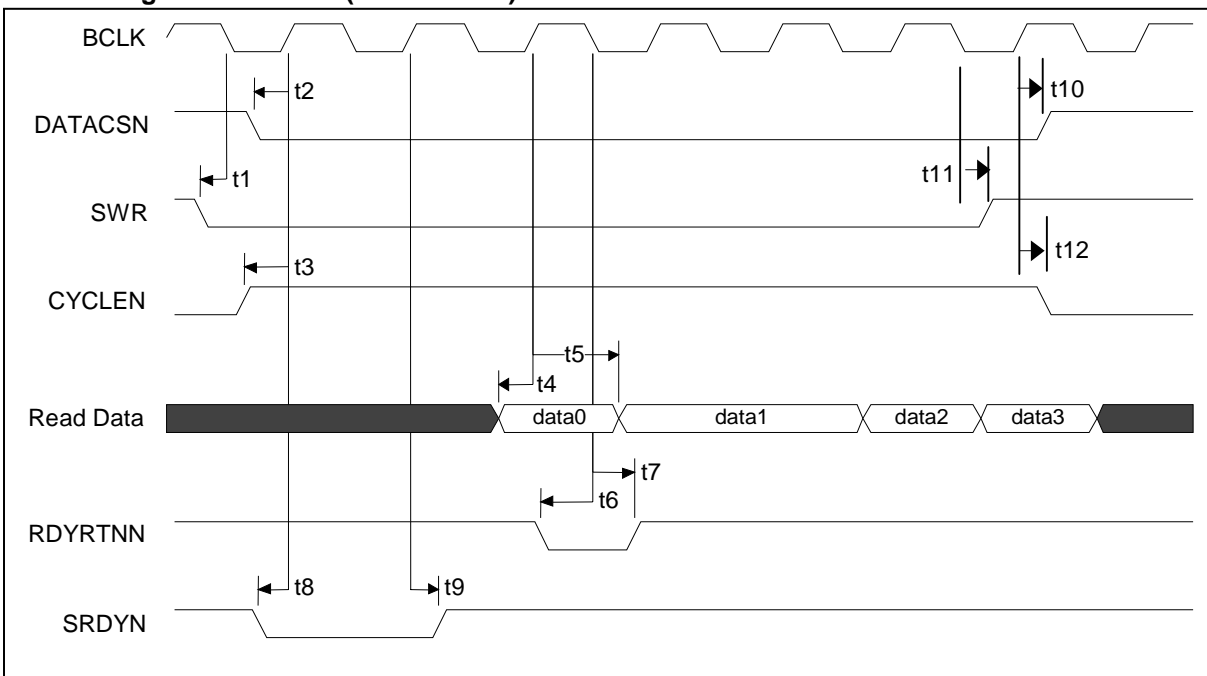 BCLK
t2
t10
DATACSN
t1
t11
SWR
t3
t12
CYCLEN
t5
t4
Read Data
data0
data1
data2
data3
t7
t6
RDYRTNN
t8
t9
SRDYN